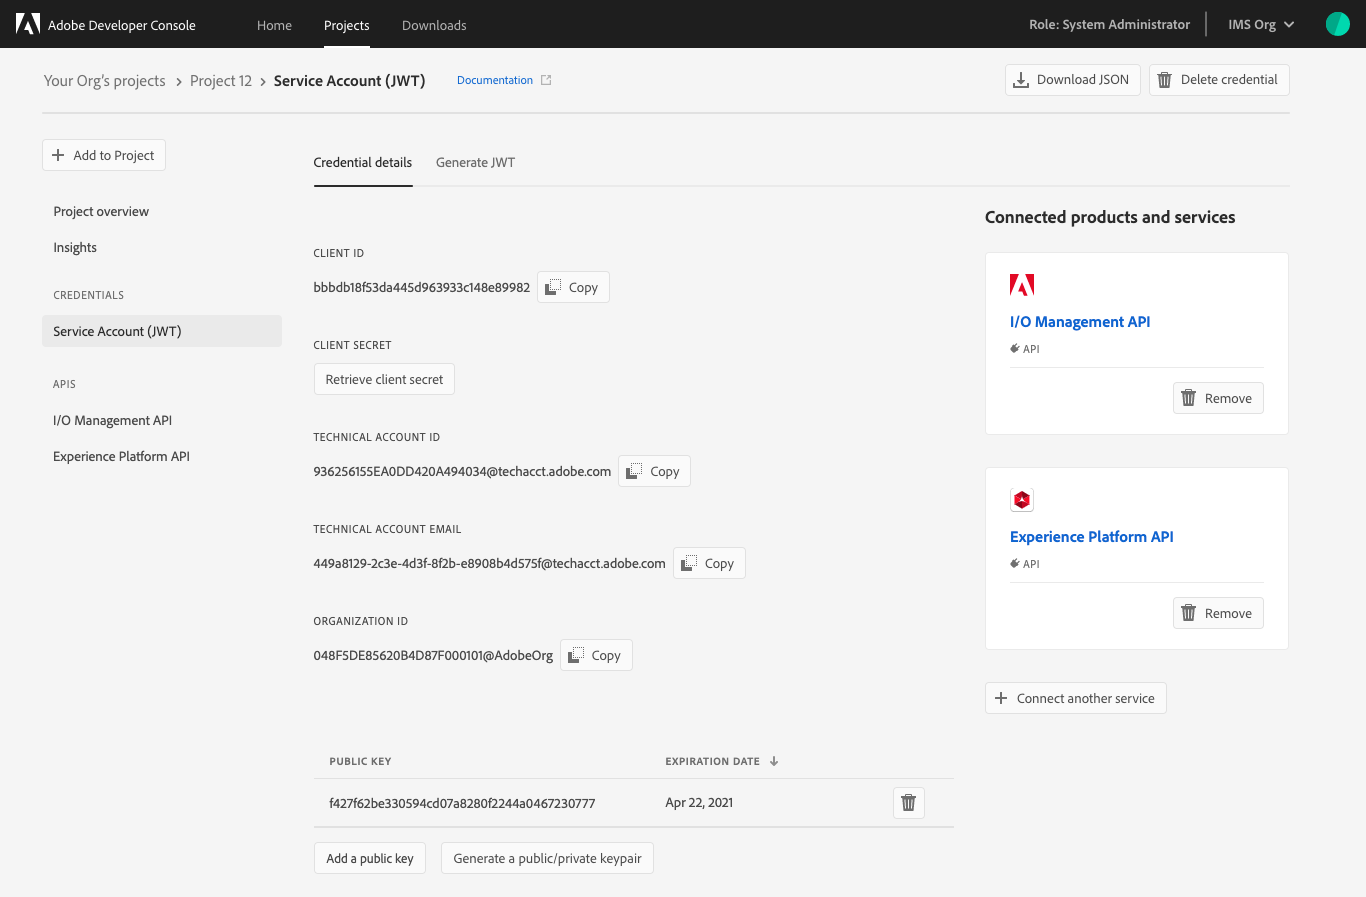 Adobe Developer Console
Home
Projects
Downloads
Role: System Administrator
IMS Org
Your Org's projects
Project 12
Service Account (JWT)
Documentation
Download JSON
Delete credential
Add to Project
Project overview
Insights
CREDENTIALS
Service Account (JWT)
APIS
I/O Management API
Experience Platform API
Credential details
Generate JWT
CLIENT ID
bbbdb18f53da445d963933c148e89982
Copy
CLIENT SECRET
Retrieve client secret
TECHNICAL ACCOUNT ID
936256155EA0DD420A494034@techacct.adobe.com
Copy
TECHNICAL ACCOUNT EMAIL
449a8129-2c3e-4d3f-8f2b-e8908b4d575f@techacct.adobe.com
Copy
ORGANIZATION ID
048F5DE85620B4D87F000101@AdobeOrg
Copy
PUBLIC KEY
EXPIRATION DATE
f427f62be330594cd07a8280f2244a0467230777
Apr 22, 2021
Add a public key
Generate a public/private keypair
Connected products and services
I/O Management API
API
Remove
Experience Platform API
API
Remove
Connect another service